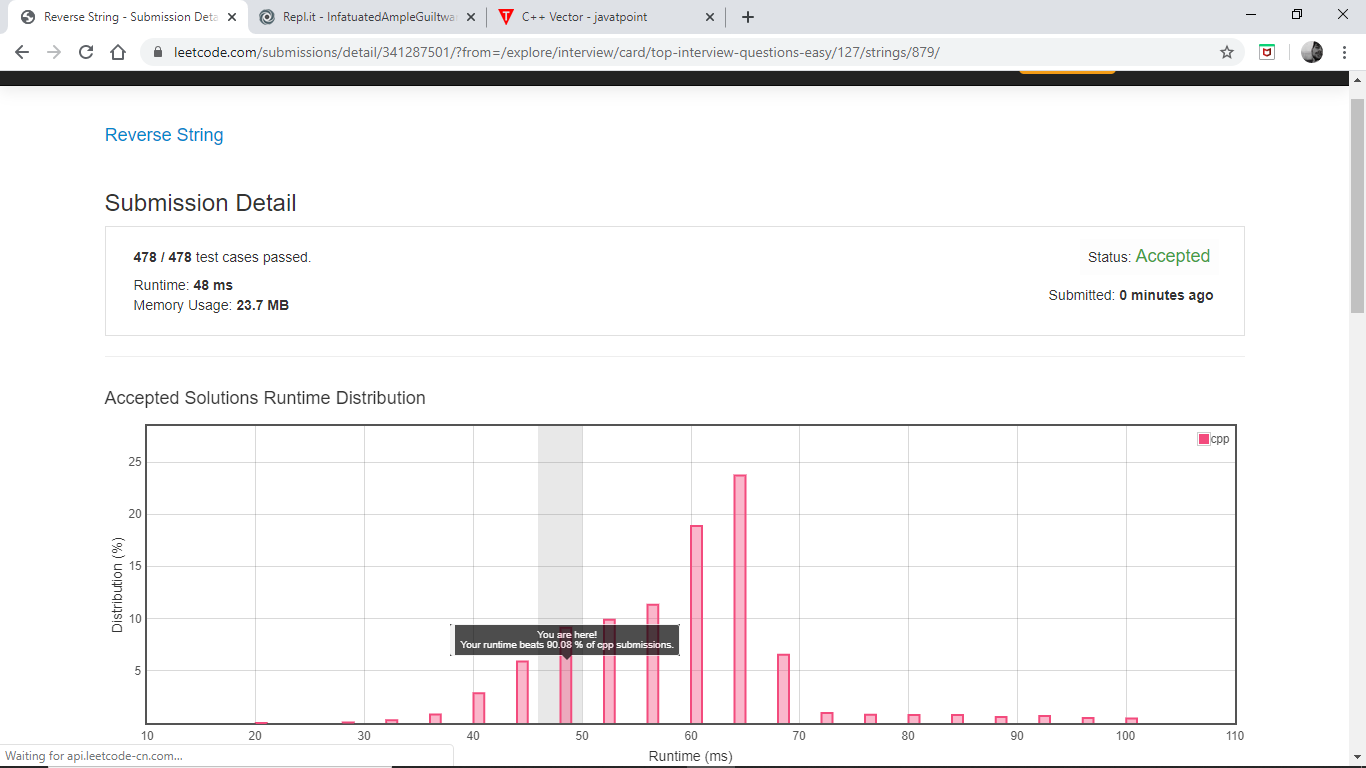 Reverse String - Submission Deta
Repl.it - InfatuatedAmpleGuiltwa
C++ Vector - javatpoint
leetcode.com/submissions/detail/341287501/?from=/explore/interview/card/top-interview-questions-easy/127/strings/879/
Reverse String
Submission Detail
478 / 478 test cases passed.
Status: Accepted
Runtime: 48 ms
Submitted: 0 minutes ago
Memory Usage: 23.7 MB
Accepted Solutions Runtime Distribution
cpp
25
20
15
10
5
Distribution (%)
You are here!
Your runtime beats 90.08 % of cpp submissions.
10 20 30 40 50 60 70 80 90 100 110
Runtime (ms)
Waiting for api.leetcode-cn.com...